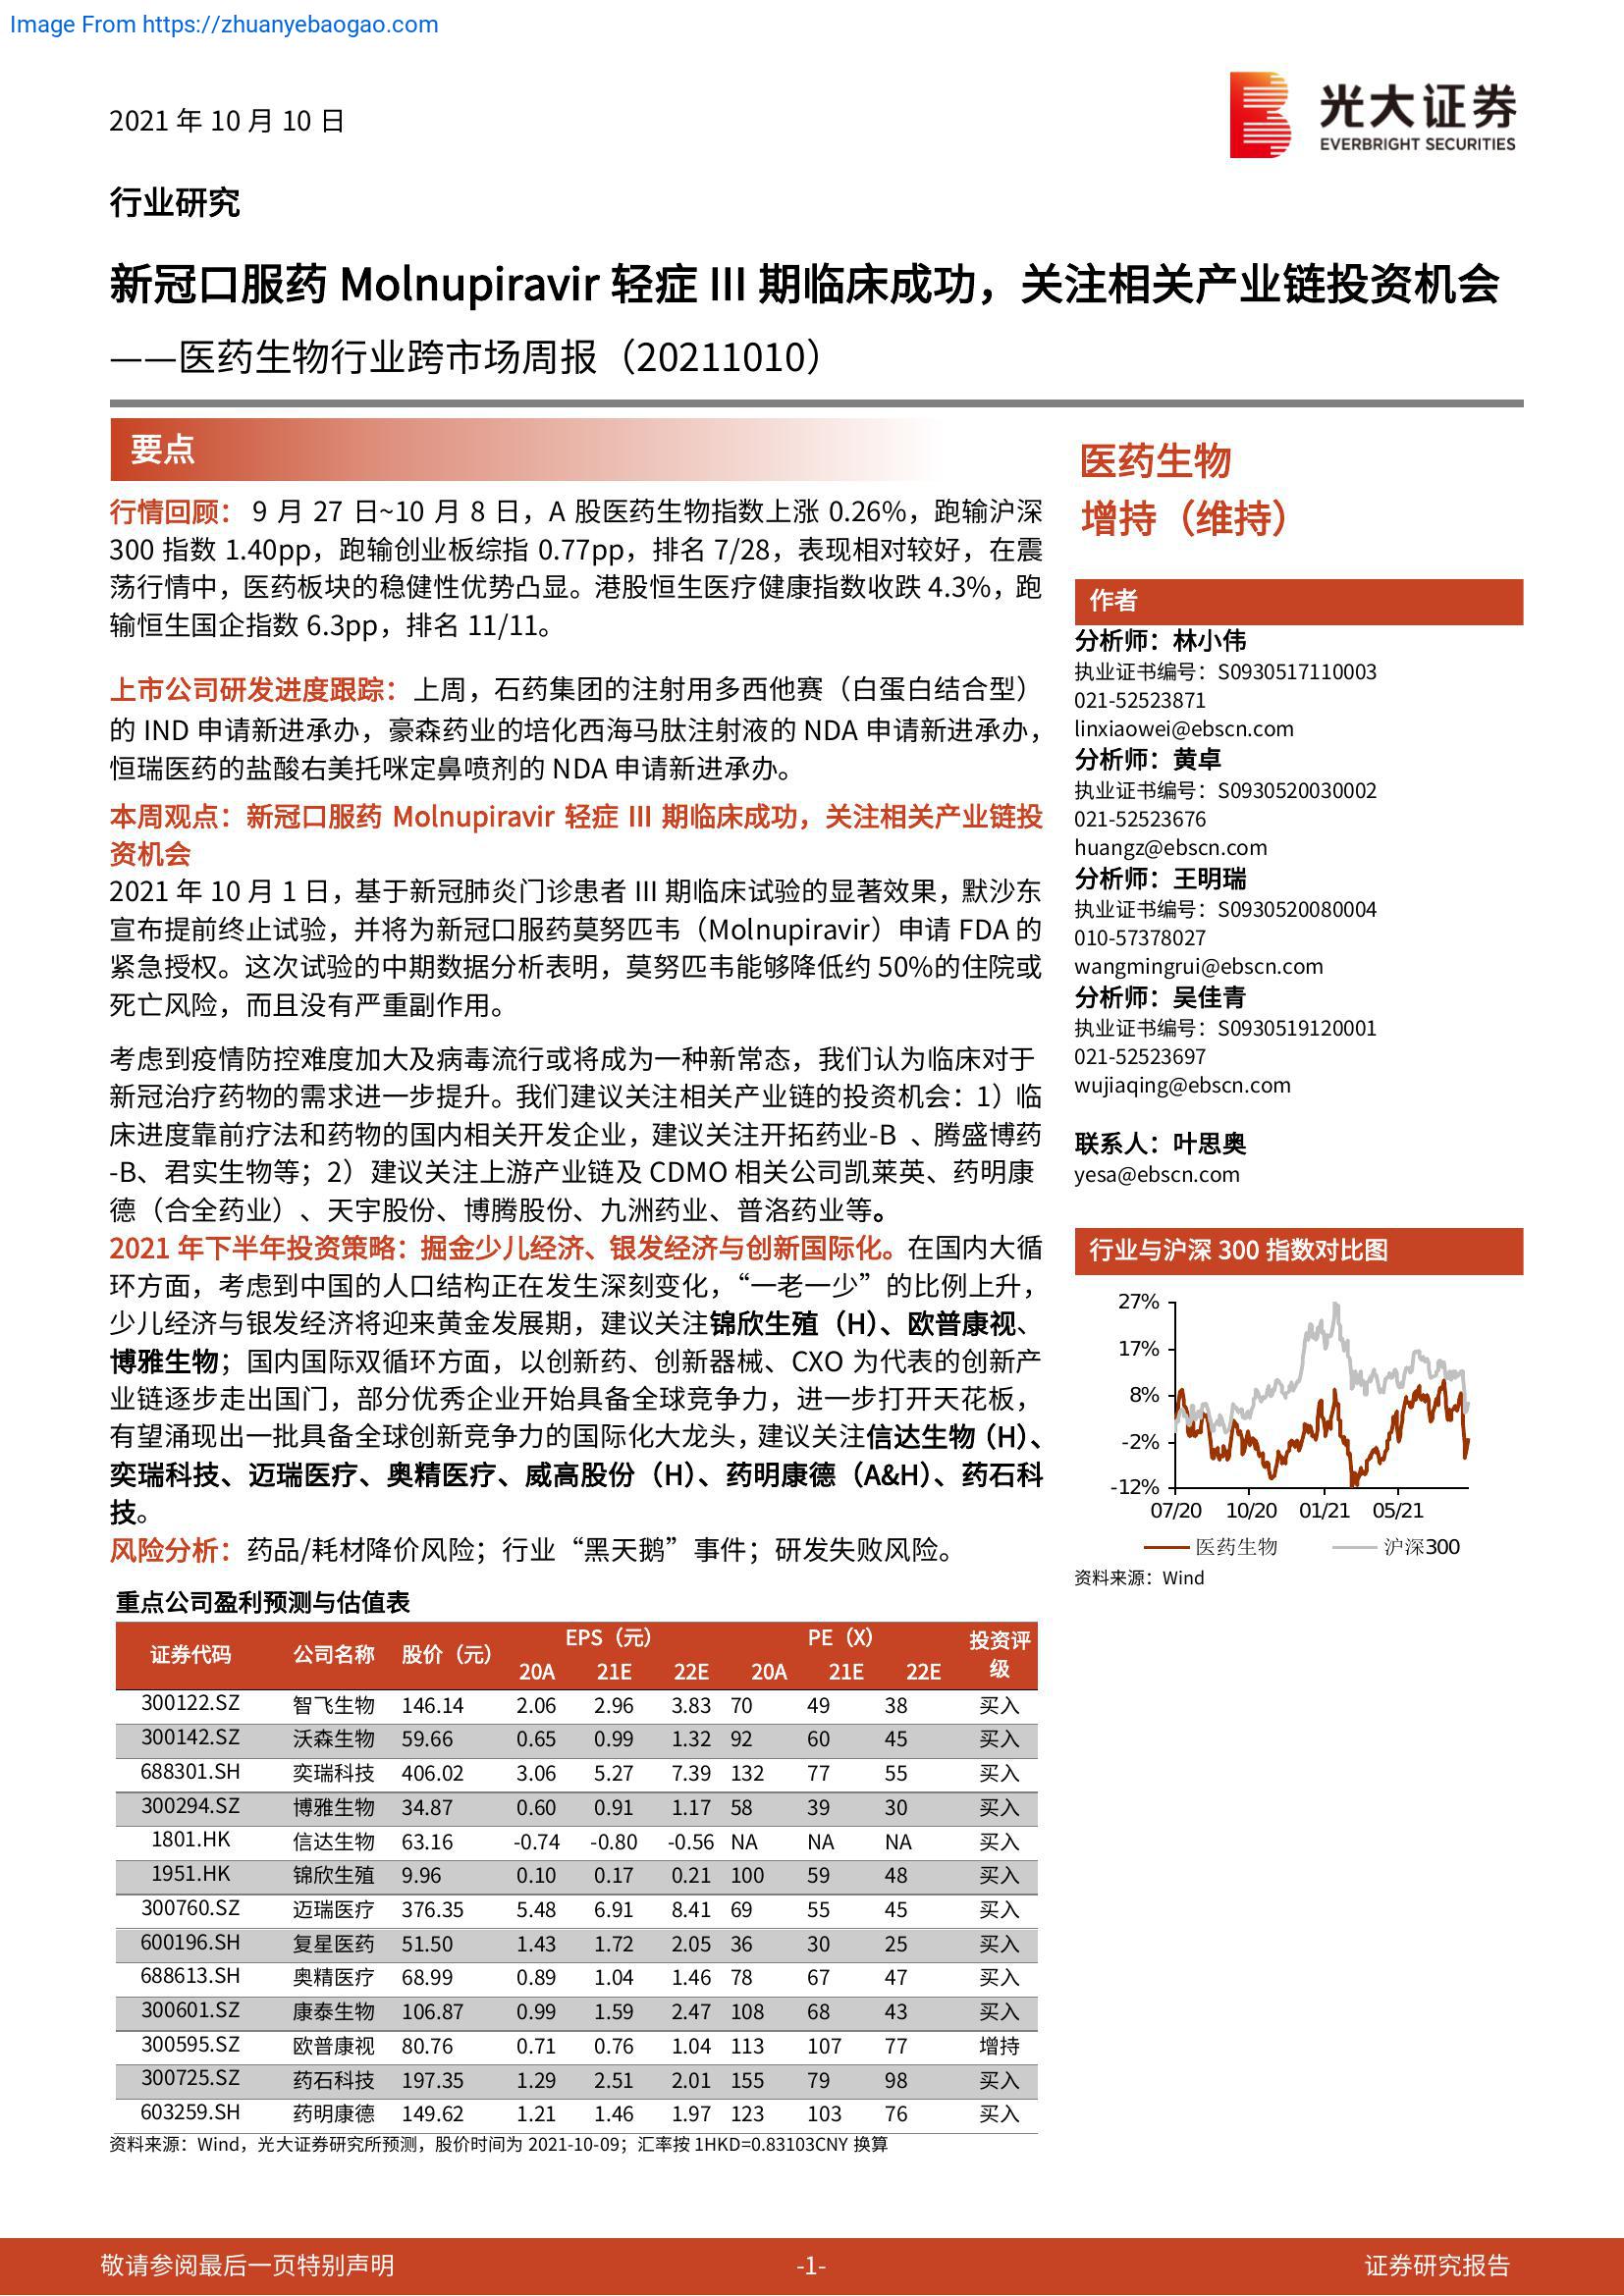 Image From https://zhuanyebaogao.com
2021 年 10 月 10 日
光大证券
EVERBRIGHT SECURITIES
行业研究
新冠口服药 Molnupiravir 轻症 III 期临床成功，关注相关产业链投资机会
——医药生物行业跨市场周报（20211010）
要点
行情回顾： 9 月 27 日~10 月 8 日，A 股医药生物指数上涨 0.26%，跑输沪深
300 指数 1.40pp，跑输创业板综指 0.77pp，排名 7/28，表现相对较好，在震
荡行情中，医药板块的稳健性优势凸显。港股恒生医疗健康指数收跌 4.3%，跑
输恒生国企指数 6.3pp，排名 11/11。
上市公司研发进度跟踪：上周，石药集团的注射用多西他赛（白蛋白结合型）
的 IND 申请新进承办，豪森药业的培化西海马肽注射液的 NDA 申请新进承办，
恒瑞医药的盐酸右美托咪定鼻喷剂的 NDA 申请新进承办。
本周观点：新冠口服药 Molnupiravir 轻症 III 期临床成功，关注相关产业链投
资机会
2021 年 10 月 1 日，基于新冠肺炎门诊患者 III 期临床试验的显著效果，默沙东
宣布提前终止试验，并将为新冠口服药莫努匹韦（Molnupiravir）申请 FDA 的
紧急授权。这次试验的中期数据分析表明，莫努匹韦能够降低约 50%的住院或
死亡风险，而且没有严重副作用。
考虑到疫情防控难度加大及病毒流行或将成为一种新常态，我们认为临床对于
新冠治疗药物的需求进一步提升。我们建议关注相关产业链的投资机会：1）临
床进度靠前疗法和药物的国内相关开发企业，建议关注开拓药业-B 、腾盛博药
-B、君实生物等；2）建议关注上游产业链及 CDMO 相关公司凯莱英、药明康
德（合全药业）、天宇股份、博腾股份、九洲药业、普洛药业等。
2021 年下半年投资策略：掘金少儿经济、银发经济与创新国际化。在国内大循
环方面，考虑到中国的人口结构正在发生深刻变化，“一老一少”的比例上升，
少儿经济与银发经济将迎来黄金发展期，建议关注锦欣生殖（H）、欧普康视、
博雅生物；国内国际双循环方面，以创新药、创新器械、CXO 为代表的创新产
业链逐步走出国门，部分优秀企业开始具备全球竞争力，进一步打开天花板，
有望涌现出一批具备全球创新竞争力的国际化大龙头，建议关注信达生物（H）、
奕瑞科技、迈瑞医疗、奥精医疗、威高股份（H）、药明康德（A&H）、药石科
技。
风险分析：药品/耗材降价风险；行业“黑天鹅”事件；研发失败风险。
重点公司盈利预测与估值表
证券代码 公司名称 股价（元） EPS（元） PE（X） 投资评级
20A 21E 22E 20A 21E 22E
300122.SZ 智飞生物 146.14 2.06 2.96 3.83 70 49 38 买入
300142.SZ 沃森生物 59.66 0.65 0.99 1.32 92 60 45 买入
688301.SH 奕瑞科技 406.02 3.06 5.27 7.39 132 77 55 买入
300294.SZ 博雅生物 34.87 0.60 0.91 1.17 58 39 30 买入
1801.HK 信达生物 63.16 -0.74 -0.80 -0.56 NA NA NA 买入
1951.HK 锦欣生殖 9.96 0.10 0.17 0.21 100 59 48 买入
300760.SZ 迈瑞医疗 376.35 5.48 6.91 8.41 69 55 45 买入
600196.SH 复星医药 51.50 1.43 1.72 2.05 36 30 25 买入
688613.SH 奥精医疗 68.99 0.89 1.04 1.46 78 67 47 买入
300601.SZ 康泰生物 106.87 0.99 1.59 2.47 108 68 43 买入
300595.SZ 欧普康视 80.76 0.71 0.76 1.04 113 107 77 增持
300725.SZ 药石科技 197.35 1.29 2.51 2.01 155 79 98 买入
603259.SH 药明康德 149.62 1.21 1.46 1.97 123 103 76 买入
资料来源：Wind，光大证券研究所预测，股价时间为 2021-10-09；汇率按 1HKD=0.83103CNY 换算
医药生物
增持（维持）
作者
分析师：林小伟
执业证书编号：S0930517110003
021-52523871
linxiaowei@ebscn.com
分析师：黄卓
执业证书编号：S0930520030002
021-52523676
huangz@ebscn.com
分析师：王明瑞
执业证书编号：S0930520080004
010-57378027
wangmingrui@ebscn.com
分析师：吴佳青
执业证书编号：S0930519120001
021-52523697
wujiaqing@ebscn.com
联系人：叶思奥
yesa@ebscn.com
行业与沪深 300 指数对比图
27%
17%
8%
-2%
-12%
07/20 10/20 01/21 05/21
医药生物 沪深300
资料来源：Wind
敬请参阅最后一页特别声明 -1- 证券研究报告